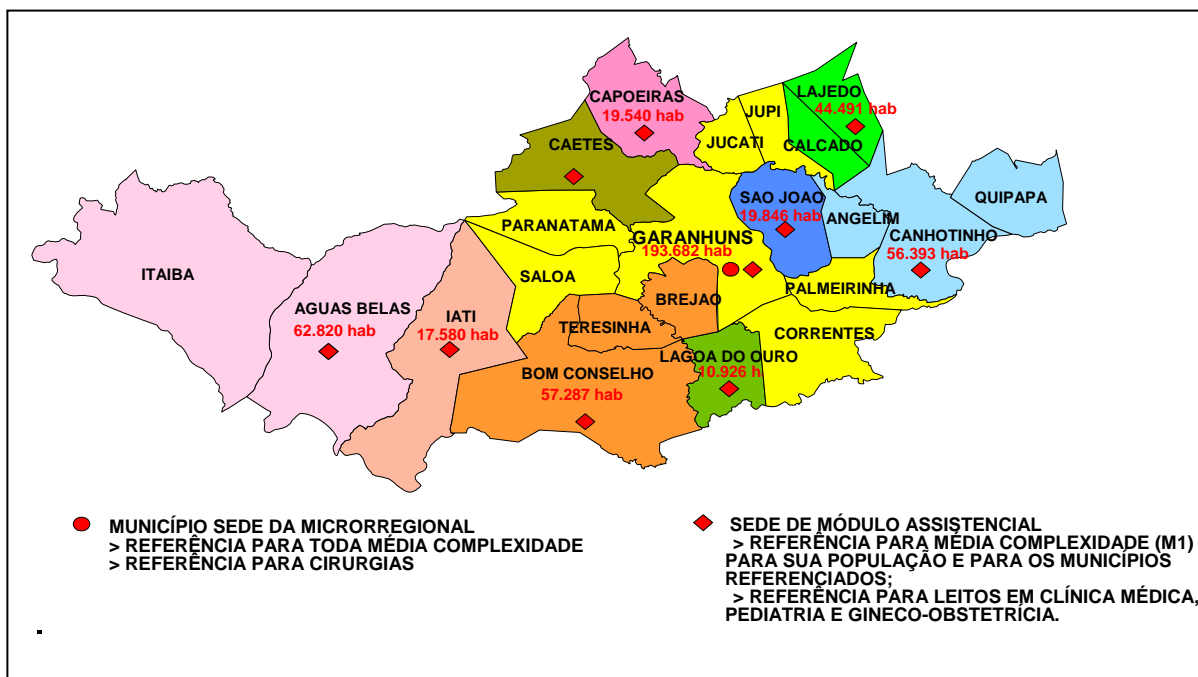 CAPOEIRAS
19.540 hab
LAJEDO
44.491 hab
JUPI
JUCATI
CALCADO
CAETES
SAO JOAO
19.846 hab
ANGELIM
QUIPAPA
PARANATAMA
GARANHUNS
193.682 hab
CANHOTINHO
56.393 hab
ITAIBA
SALOA
PALMEIRINHA
BREJAO
AGUAS BELAS
62.820 hab
IATI
17.580 hab
TERESINHA
CORRENTES
LAGOA DO OURO
10.926 h.
BOM CONSELHO
57.287 hab
MUNICÍPIO SEDE DA MICRORREGIONAL
> REFERÊNCIA PARA TODA MÉDIA COMPLEXIDADE
> REFERÊNCIA PARA CIRURGIAS
SEDE DE MÓDULO ASSISTENCIAL
> REFERÊNCIA PARA MÉDIA COMPLEXIDADE (M1)
PARA SUA POPULAÇÃO E PARA OS MUNICÍPIOS
REFERENCIADOS;
> REFERÊNCIA PARA LEITOS EM CLÍNICA MÉDICA,
PEDIATRIA E GINECO-OBSTETRÍCIA.
.